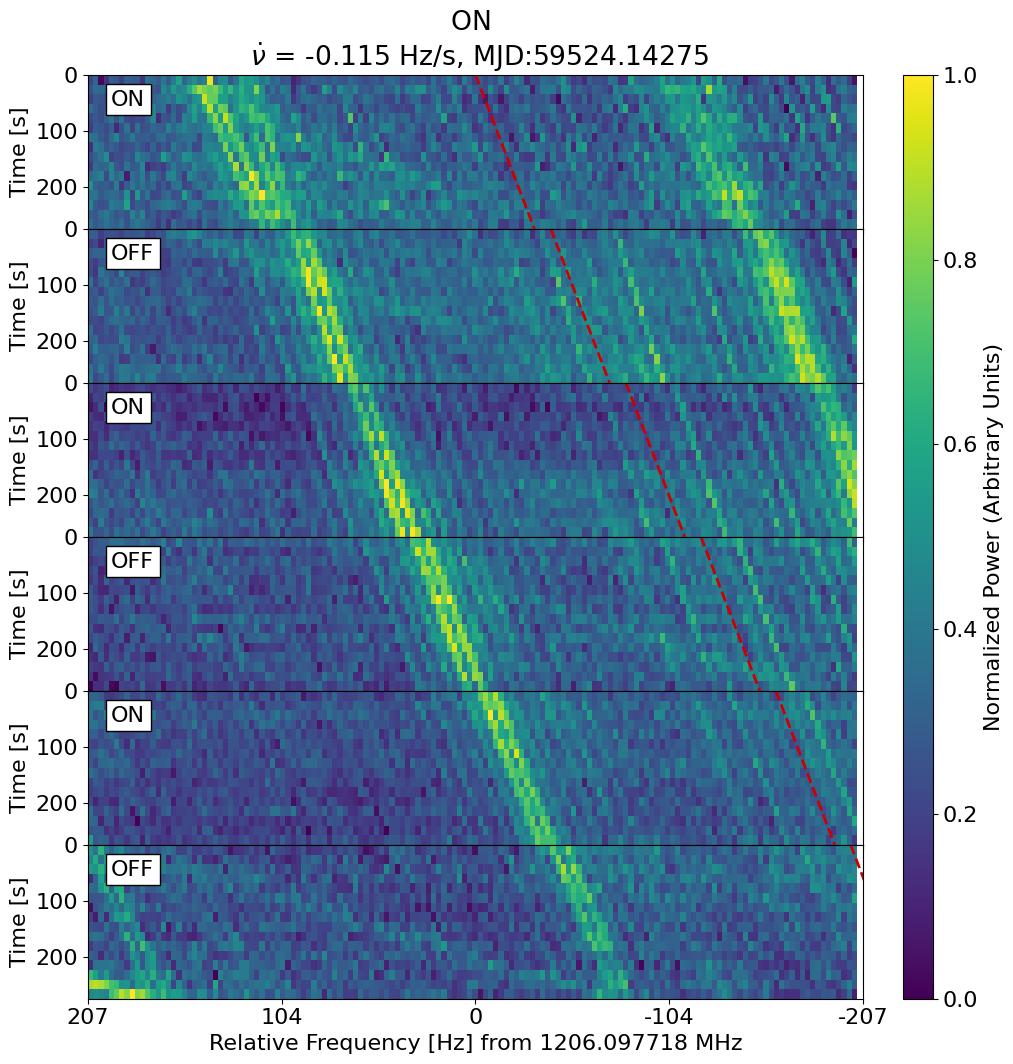 ON
ν̇ = -0.115 Hz/s, MJD:59524.14275
0
ON
100
200
Time [s]
0
OFF
100
200
Time [s]
0
ON
100
200
Time [s]
0
OFF
100
200
Time [s]
0
ON
100
200
Time [s]
0
OFF
100
200
Time [s]
207 104 0 -104 -207
Relative Frequency [Hz] from 1206.097718 MHz
1.0
0.8
0.6
0.4
0.2
0.0
Normalized Power (Arbitrary Units)